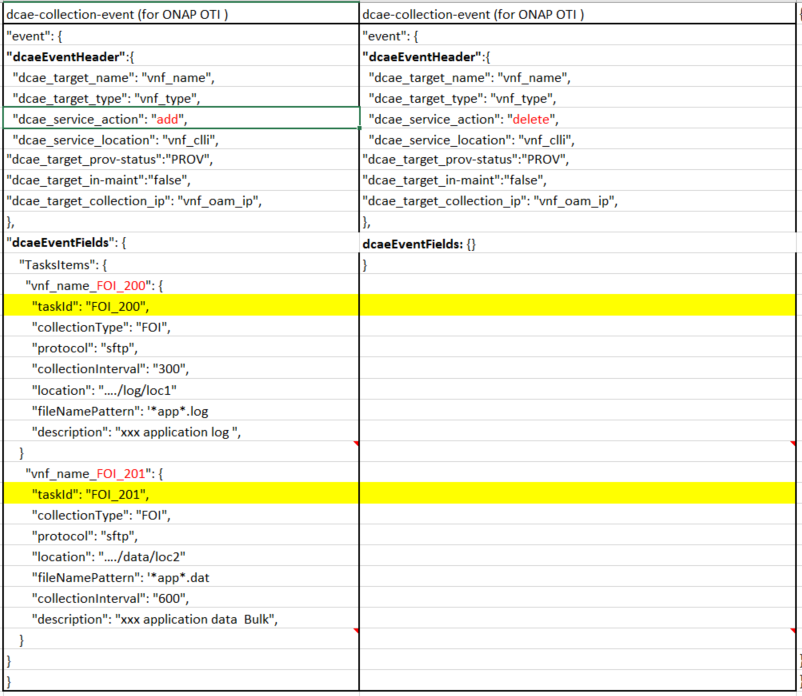 dcae-collection-event (for ONAP OTI )
"event": {
"dcaeEventHeader":{
"dcae_target_name": "vnf_name",
"dcae_target_type": "vnf_type",
"dcae_service_action": "add",
"dcae_service_location": "vnf_clli",
"dcae_target_prov-status":"PROV",
"dcae_target_in-maint":"false",
"dcae_target_collection_ip": "vnf_oam_ip",
},
"dcaeEventFields": {
"TasksItems": {
"vnf_name_FOI_200": {
"taskId": "FOI_200",
"collectionType": "FOI",
"protocol": "sftp",
"collectionInterval": "300",
"location": "…./log/loc1"
"fileNamePattern": '*app*.log
"description": "xxx application log ",
}
"vnf_name_FOI_201": {
"taskId": "FOI_201",
"collectionType": "FOI",
"protocol": "sftp",
"location": "…./data/loc2"
"fileNamePattern": '*app*.dat
"collectionInterval": "600",
"description": "xxx application data  Bulk",
}
}
}
dcae-collection-event (for ONAP OTI )
"event": {
"dcaeEventHeader":{
"dcae_target_name": "vnf_name",
"dcae_target_type": "vnf_type",
"dcae_service_action": "delete",
"dcae_service_location": "vnf_clli",
"dcae_target_prov-status":"PROV",
"dcae_target_in-maint":"false",
"dcae_target_collection_ip": "vnf_oam_ip",
},
dcaeEventFields: {}
}